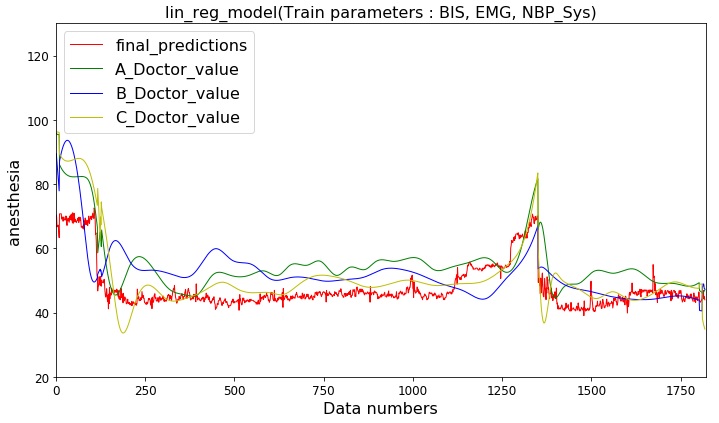 lin_reg_model(Train parameters : BIS, EMG, NBP_Sys)
final_predictions
A_Doctor_value
B_Doctor_value
C_Doctor_value
anesthesia
120
100
80
60
40
20
0 250 500 750 1000 1250 1500 1750
Data numbers